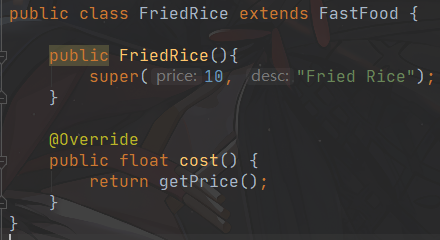 public class FriedRice extends FastFood {
public FriedRice(){
super( price: 10, desc: "Fried Rice");
}
@Override
public float cost() {
return getPrice();
}
}